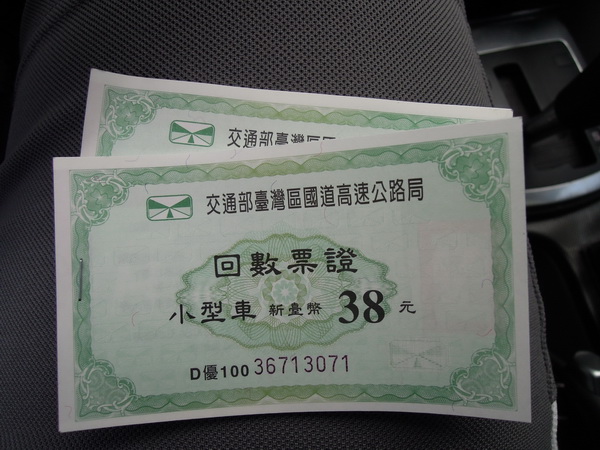 交通部臺灣區國
交通部臺灣區國道高速公路局
回數票證
小型車 新臺幣 38 元
D優100 36713071